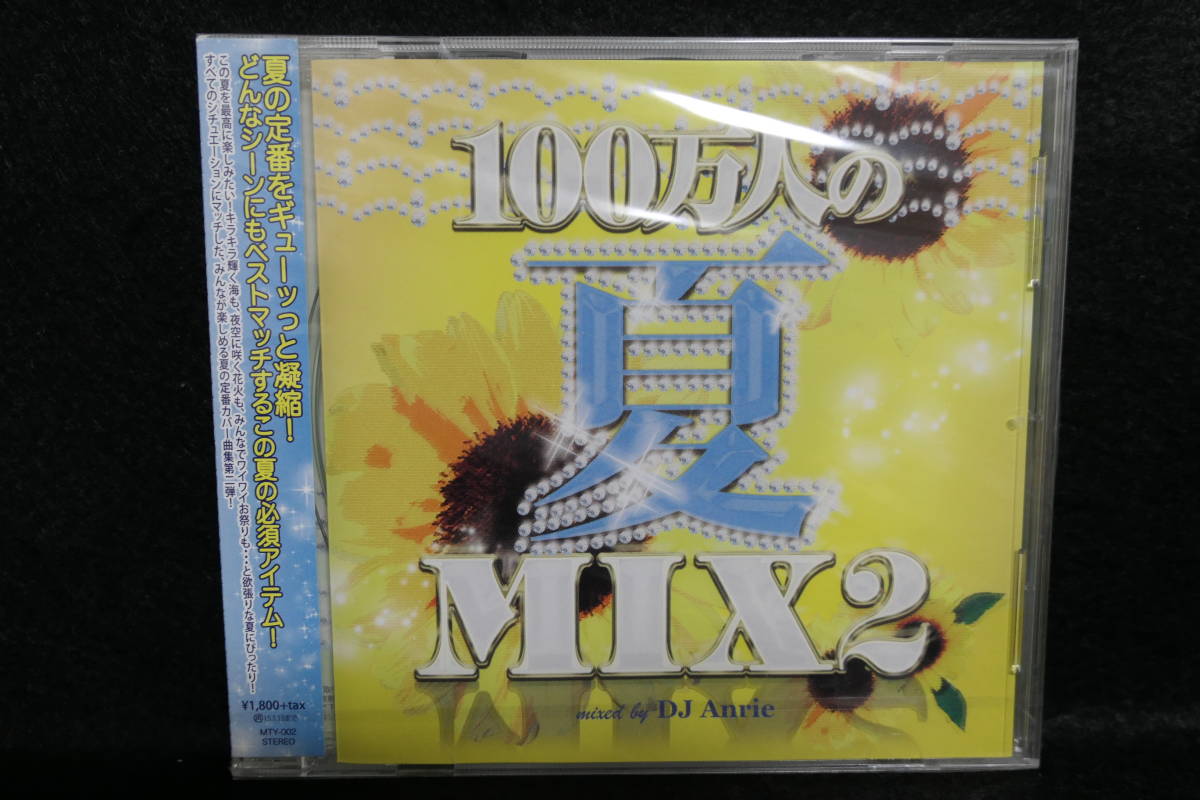 夏の定番をギューッっと凝縮!
どんなシーンにもベストマッチするこの夏の必須アイテム!
この夏を最高に楽しみたい!キラキラ輝く海も、夜空に咲く花火も、みんなでワイワイお祭りも・・・と欲張りな夏にぴったり!
すべてのシチュエーションにマッチした、みんなが楽しめる夏の定番カバー曲集第二弾!
¥1,800+tax
MTY-002
STEREO
100万人の
夏
MIX2
mixed by DJ Anrie